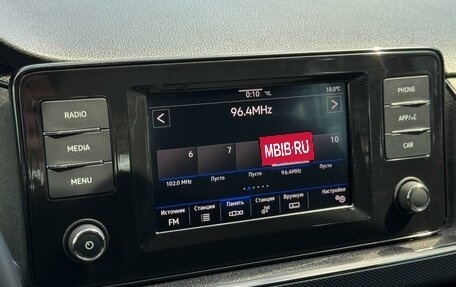 0:10
18.0°C
RADIO
MEDIA
MENU
PHONE
APP
CAR
<
96.4MHz
>
6
7
10
MBIB·RU
102.0 MHz
Пусто
Пусто
96.4MHz
Пусто
Источник
FM
Станции
Память
Станция
Вручную
Настройки